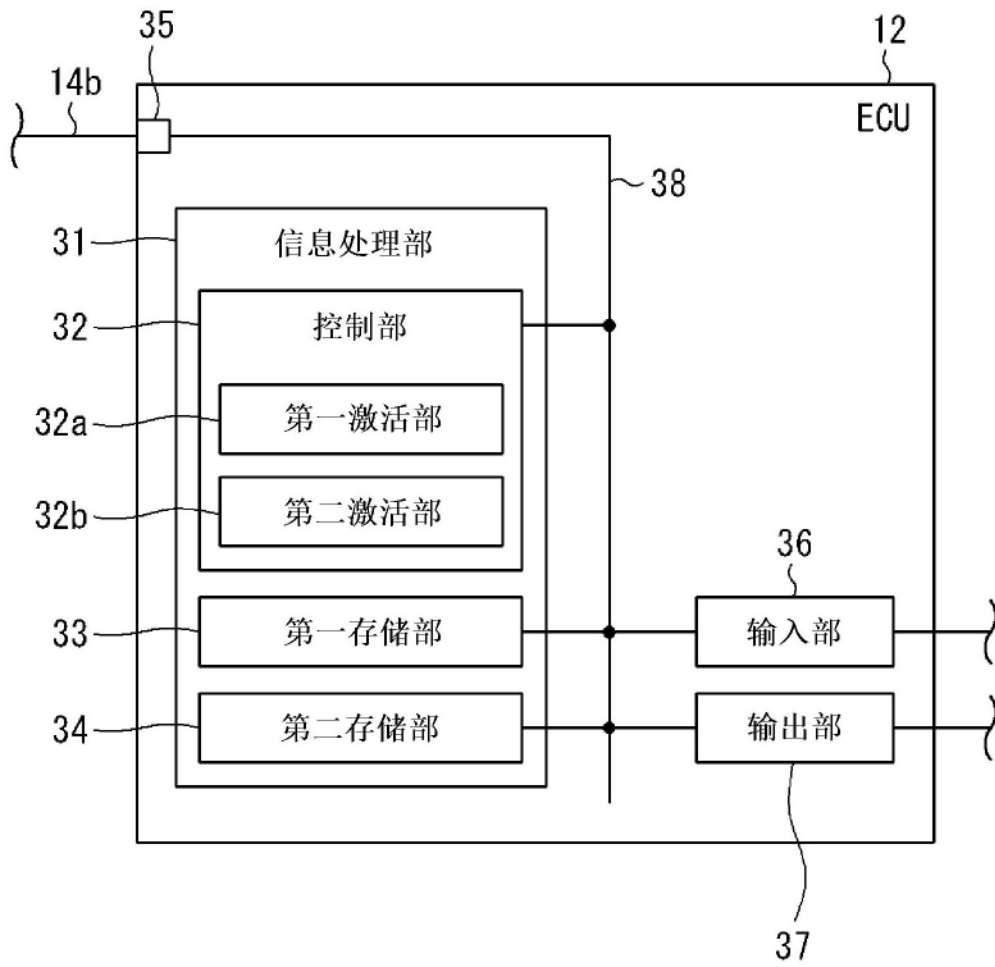 35
12
14b
ECU
38
31
信息处理部
32
控制部
32a
第一激活部
32b
第二激活部
36
33
第一存储部
输入部
34
第二存储部
输出部
37